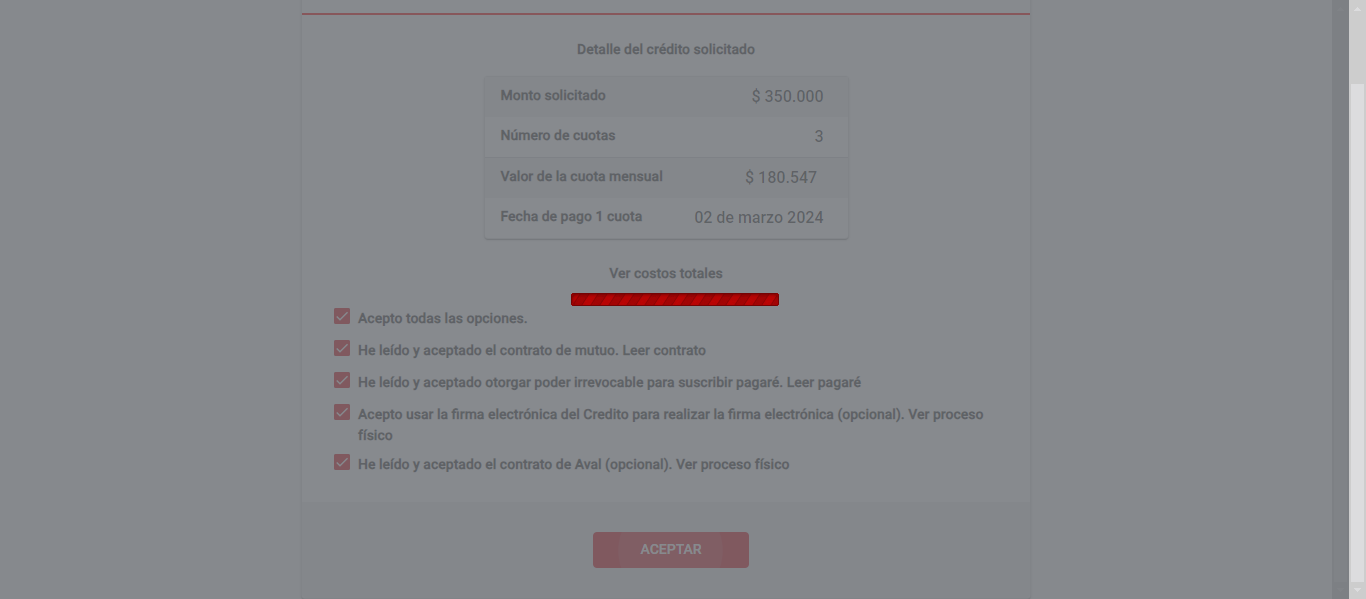 Detalle del crédito solicitado
Monto solicitado $ 350.000
Número de cuotas 3
Valor de la cuota mensual $ 180.547
Fecha de pago 1 cuota 02 de marzo 2024
Ver costos totales
Acepto todas las opciones.
He leído y aceptado el contrato de mutuo. Leer contrato
He leído y aceptado otorgar poder irrevocable para suscribir pagaré. Leer pagaré
Acepto usar la firma electrónica del Credito para realizar la firma electrónica (opcional). Ver proceso
físico
He leído y aceptado el contrato de Aval (opcional). Ver proceso físico
ACEPTAR